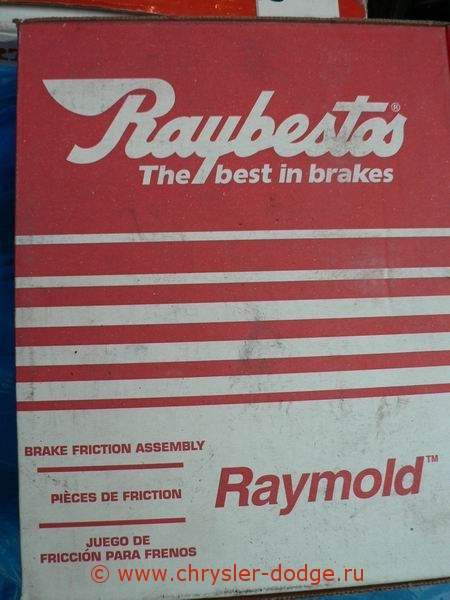 Raybestos®
The best in brakes
BRAKE FRICTION ASSEMBLY
PIÈCES DE FRICTION
JUEGO DE
FRICCIÓN PARA FRENOS
Raymold™
© www.chrysler-dodge.ru